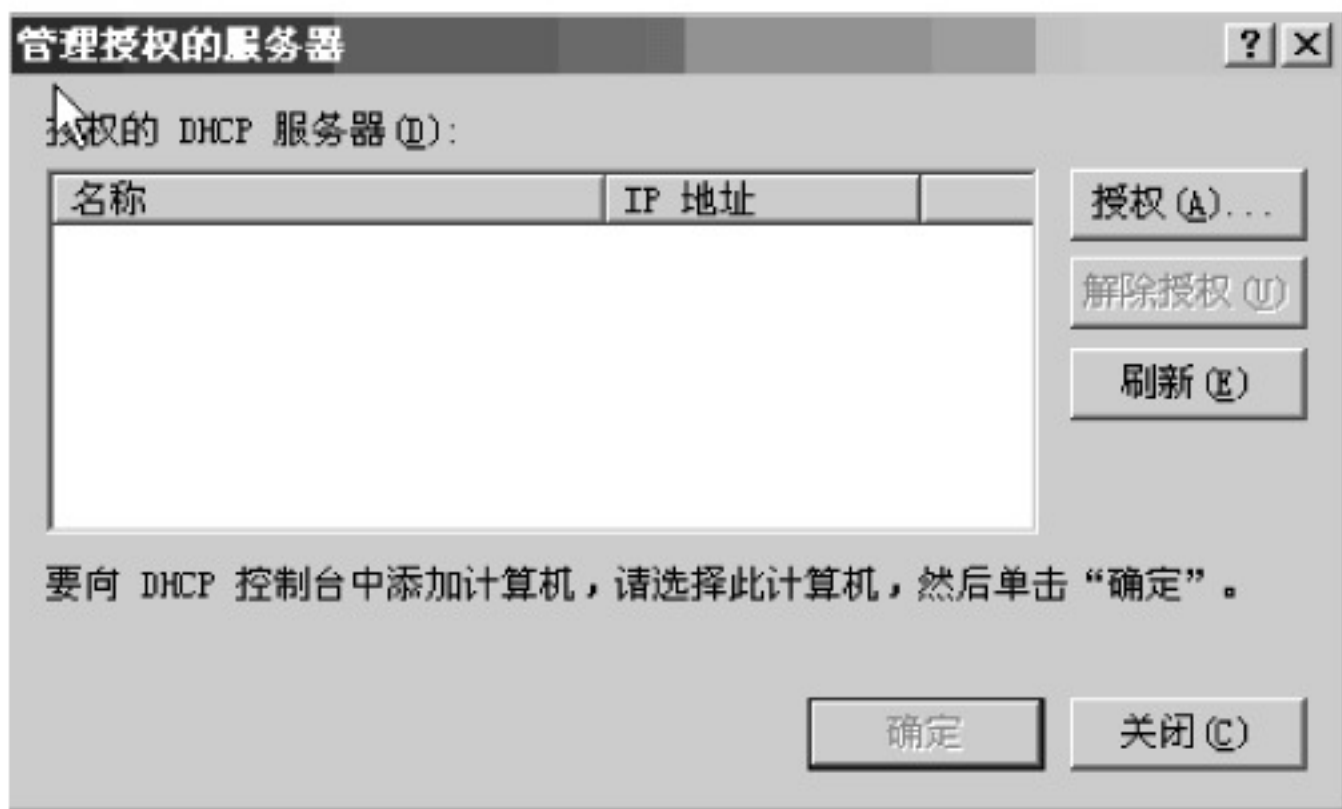 管理授权的服务器
授权的 DHCP 服务器(D):
名称 IP 地址
授权(A)...
解除授权(U)
刷新(E)
要向 DHCP 控制台中添加计算机，请选择此计算机，然后单击“确定”。
确定 关闭(C)